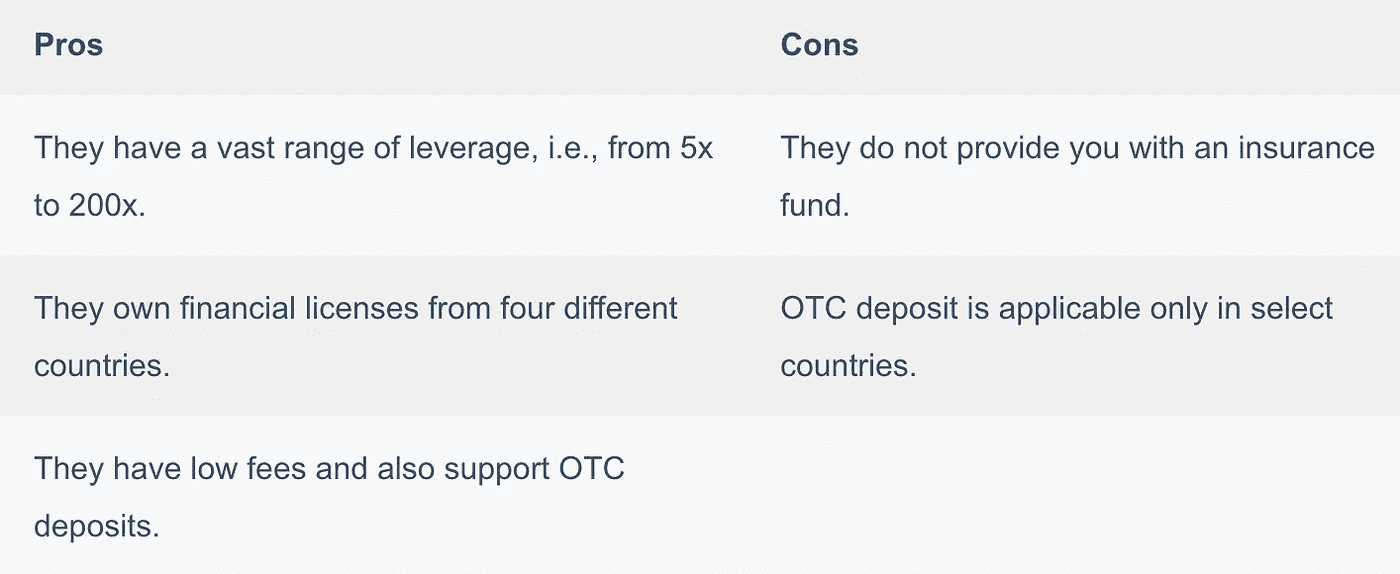 Pros
Cons
They have a vast range of leverage, i.e., from 5x
to 200x.
They do not provide you with an insurance
fund.
They own financial licenses from four different
countries.
OTC deposit is applicable only in select
countries.
They have low fees and also support OTC
deposits.